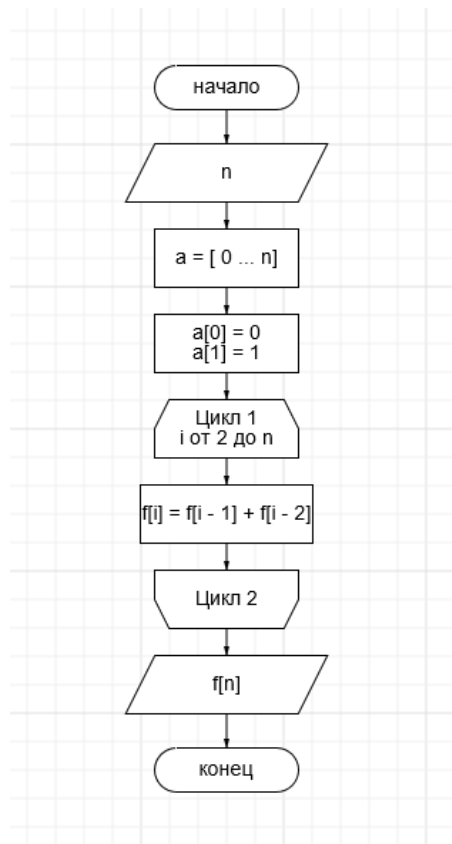 начало
n
a = [ 0 ... n]
a[0] = 0
a[1] = 1
Цикл 1
i от 2 до n
f[i] = f[i - 1] + f[i - 2]
Цикл 2
f[n]
конец